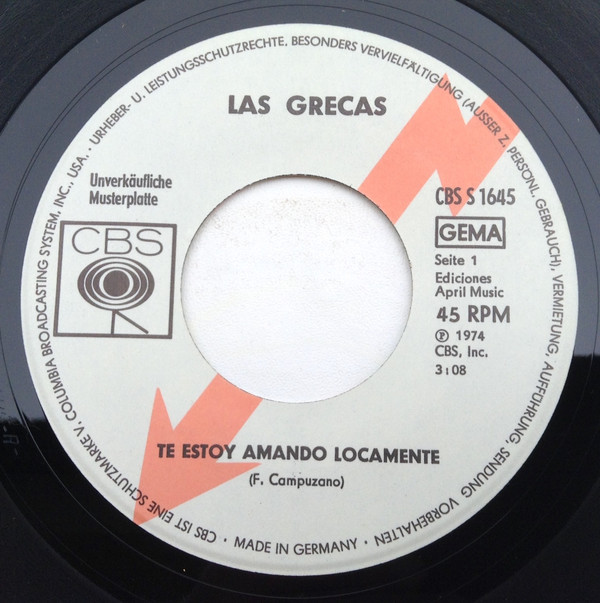 URHEBER- U. LEISTUNGSSCHUTZRECHTE, BESONDERS VERVIELFÄLTIGUNG (AUSSER Z. PERSÖNL. GEBRAUCH), VERMIETUNG, AUFFÜHRUNG, SENDUNG VORBEHALTEN
LAS GRECAS
Unverkäufliche
Musterplatte
CBS
CBS S 1645
GEMA
Seite 1
Ediciones
April Music
45 RPM
℗ 1974
CBS, Inc.
3:08
TE ESTOY AMANDO LOCAMENTE
(F. Campuzano)
· MADE IN GERMANY ·
CBS IST EINE SCHUTZMARKE V. COLUMBIA BROADCASTING SYSTEM, INC., USA. ·